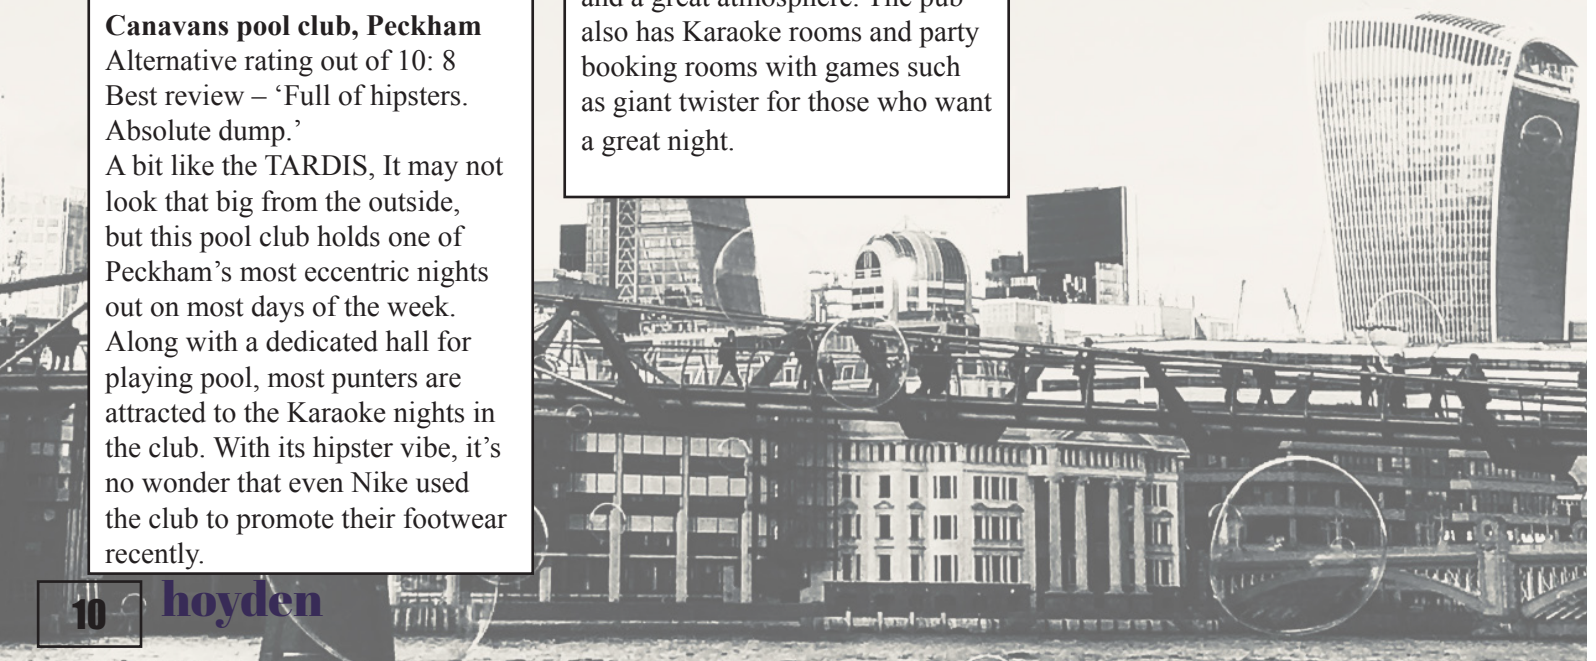 Canavans pool club, Peckham
Alternative rating out of 10: 8
Best review – ‘Full of hipsters.
Absolute dump.’
A bit like the TARDIS, It may not
look that big from the outside,
but this pool club holds one of
Peckham’s most eccentric nights
out on most days of the week.
Along with a dedicated hall for
playing pool, most punters are
attracted to the Karaoke nights in
the club. With its hipster vibe, it’s
no wonder that even Nike used
the club to promote their footwear
recently.
and a great atmosphere. The pub
also has Karaoke rooms and party
booking rooms with games such
as giant twister for those who want
a great night.
10
hoyden